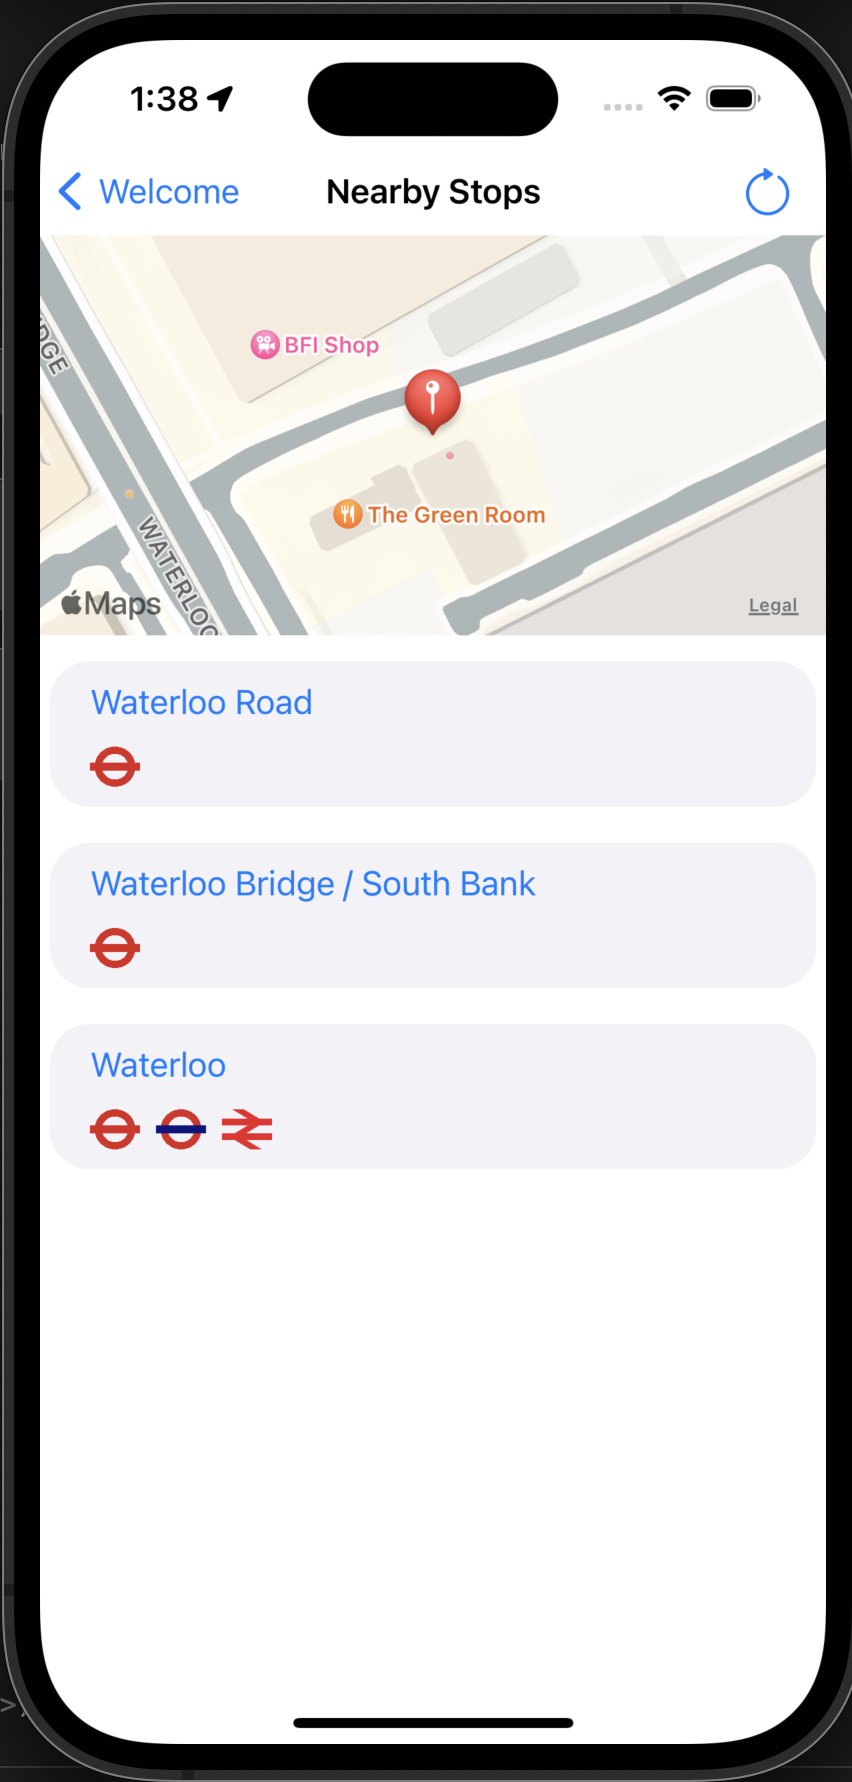 1:38
Welcome
Nearby Stops
BFI Shop
DGE
The Green Room
WATERLOO
Maps
Legal
Waterloo Road
Waterloo Bridge / South Bank
Waterloo